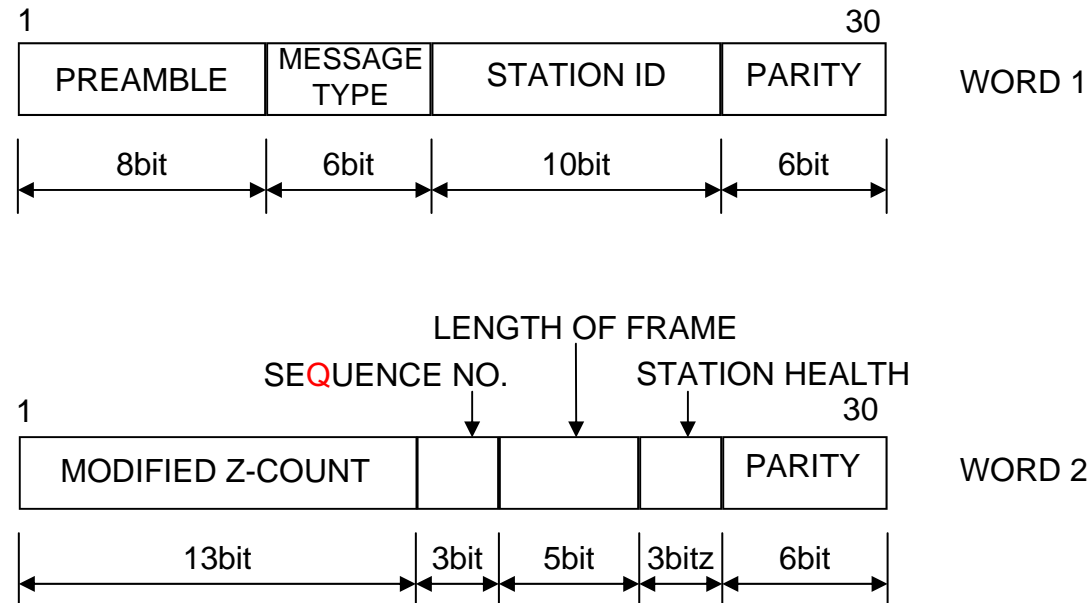 1 30
PREAMBLE MESSAGE TYPE STATION ID PARITY WORD 1
8bit 6bit 10bit 6bit
LENGTH OF FRAME
SEQUENCE NO. STATION HEALTH
1 30
MODIFIED Z-COUNT PARITY WORD 2
13bit 3bit 5bit 3bitz 6bit